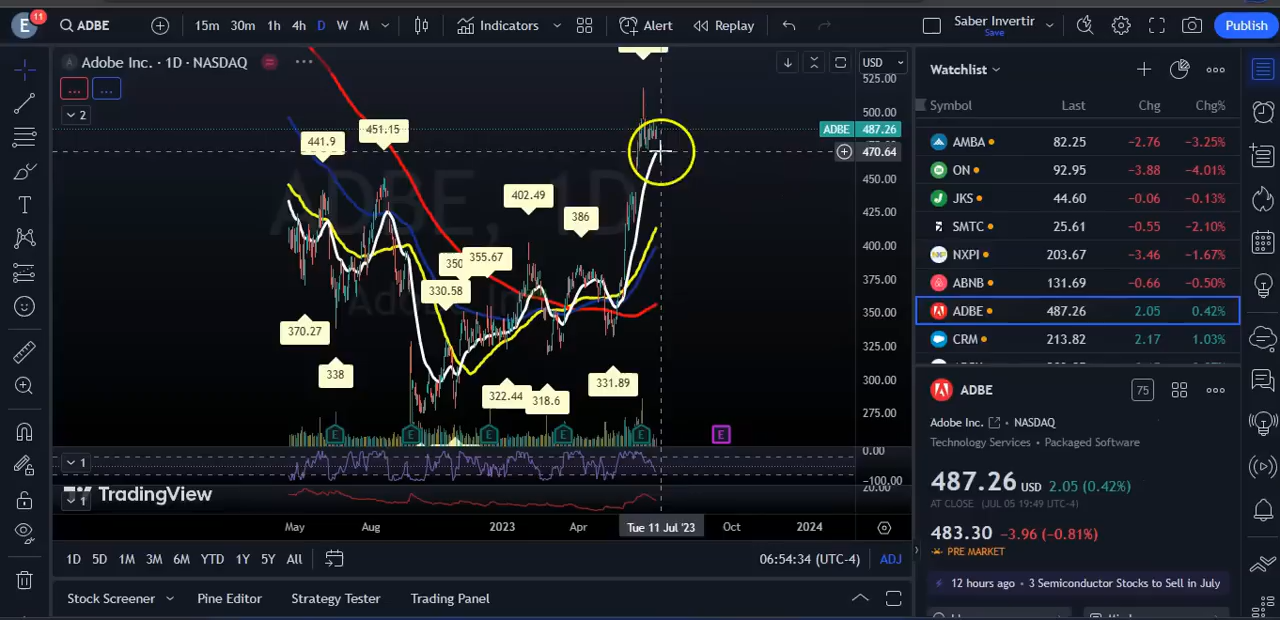 E 11 ADBE 15m 30m 1h 4h D W M Indicators Alert Replay Saber Invertir Save Publish
Adobe Inc. · 1D · NASDAQ
USD
2
ADBE, 1D
Adobe Inc.
525.00
500.00
ADBE 487.26
470.64
450.00
425.00
400.00
375.00
350.00
325.00
300.00
275.00
0.00
-100.00
20.00
441.9
451.15
402.49
386
350
355.67
330.58
370.27
338
322.44
318.6
331.89
E E E E E E
1
1
TradingView
May Aug 2023 Apr Tue 11 Jul '23 Oct 2024
1D 5D 1M 3M 6M YTD 1Y 5Y All 06:54:34 (UTC-4) ADJ
Stock Screener Pine Editor Strategy Tester Trading Panel
Watchlist
Symbol Last Chg Chg%
AMBA 82.25 −2.76 −3.25%
ON 92.95 −3.88 −4.01%
JKS 44.60 −0.06 −0.13%
SMTC 25.61 −0.55 −2.10%
NXPI 203.67 −3.46 −1.67%
ABNB 131.69 −0.66 −0.50%
ADBE 487.26 2.05 0.42%
CRM 213.82 2.17 1.03%
ADBE 75
Adobe Inc. · NASDAQ
Technology Services · Packaged Software
487.26 USD 2.05 (0.42%)
AT CLOSE (JUL 05 19:49 UTC-4)
483.30 −3.96 (−0.81%)
PRE MARKET
12 hours ago · 3 Semiconductor Stocks to Sell in July